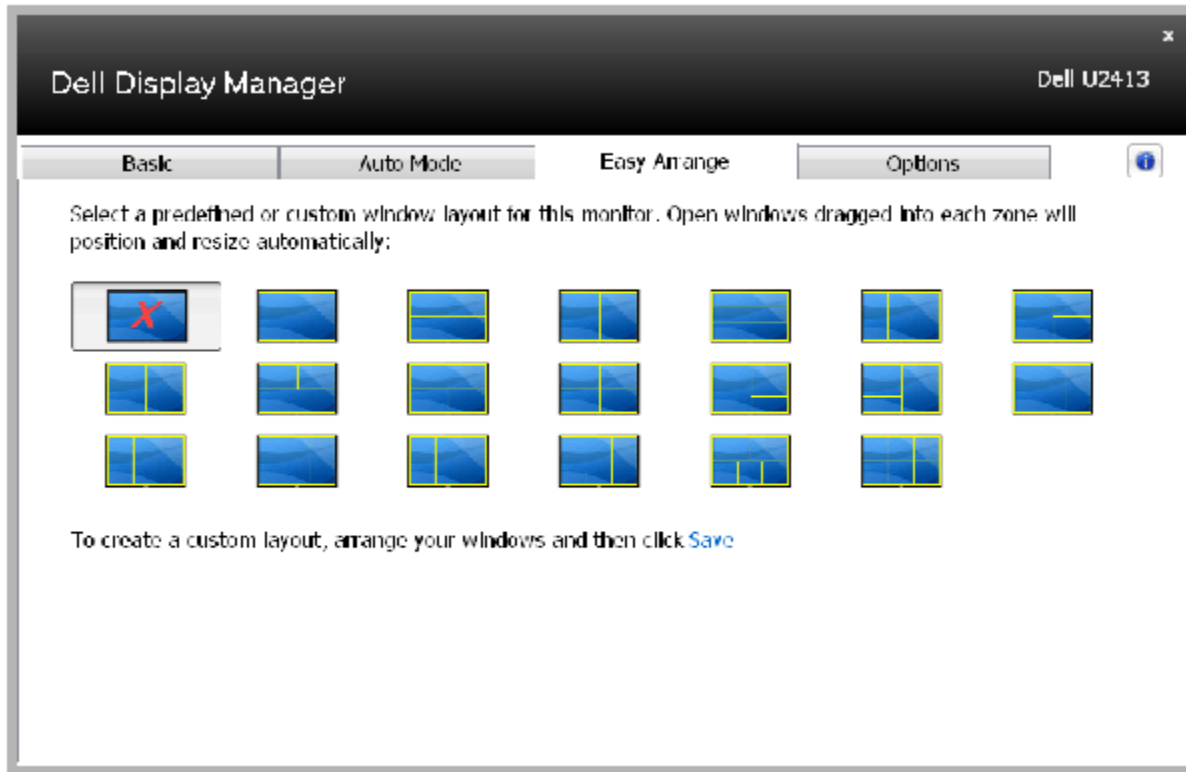 x
Dell Display Manager
Dell U2413
Basic
Auto Mode
Easy Arrange
Options
i
Select a predefined or custom window layout for this monitor. Open windows dragged into each zone will
position and resize automatically:
X
To create a custom layout, arrange your windows and then click Save